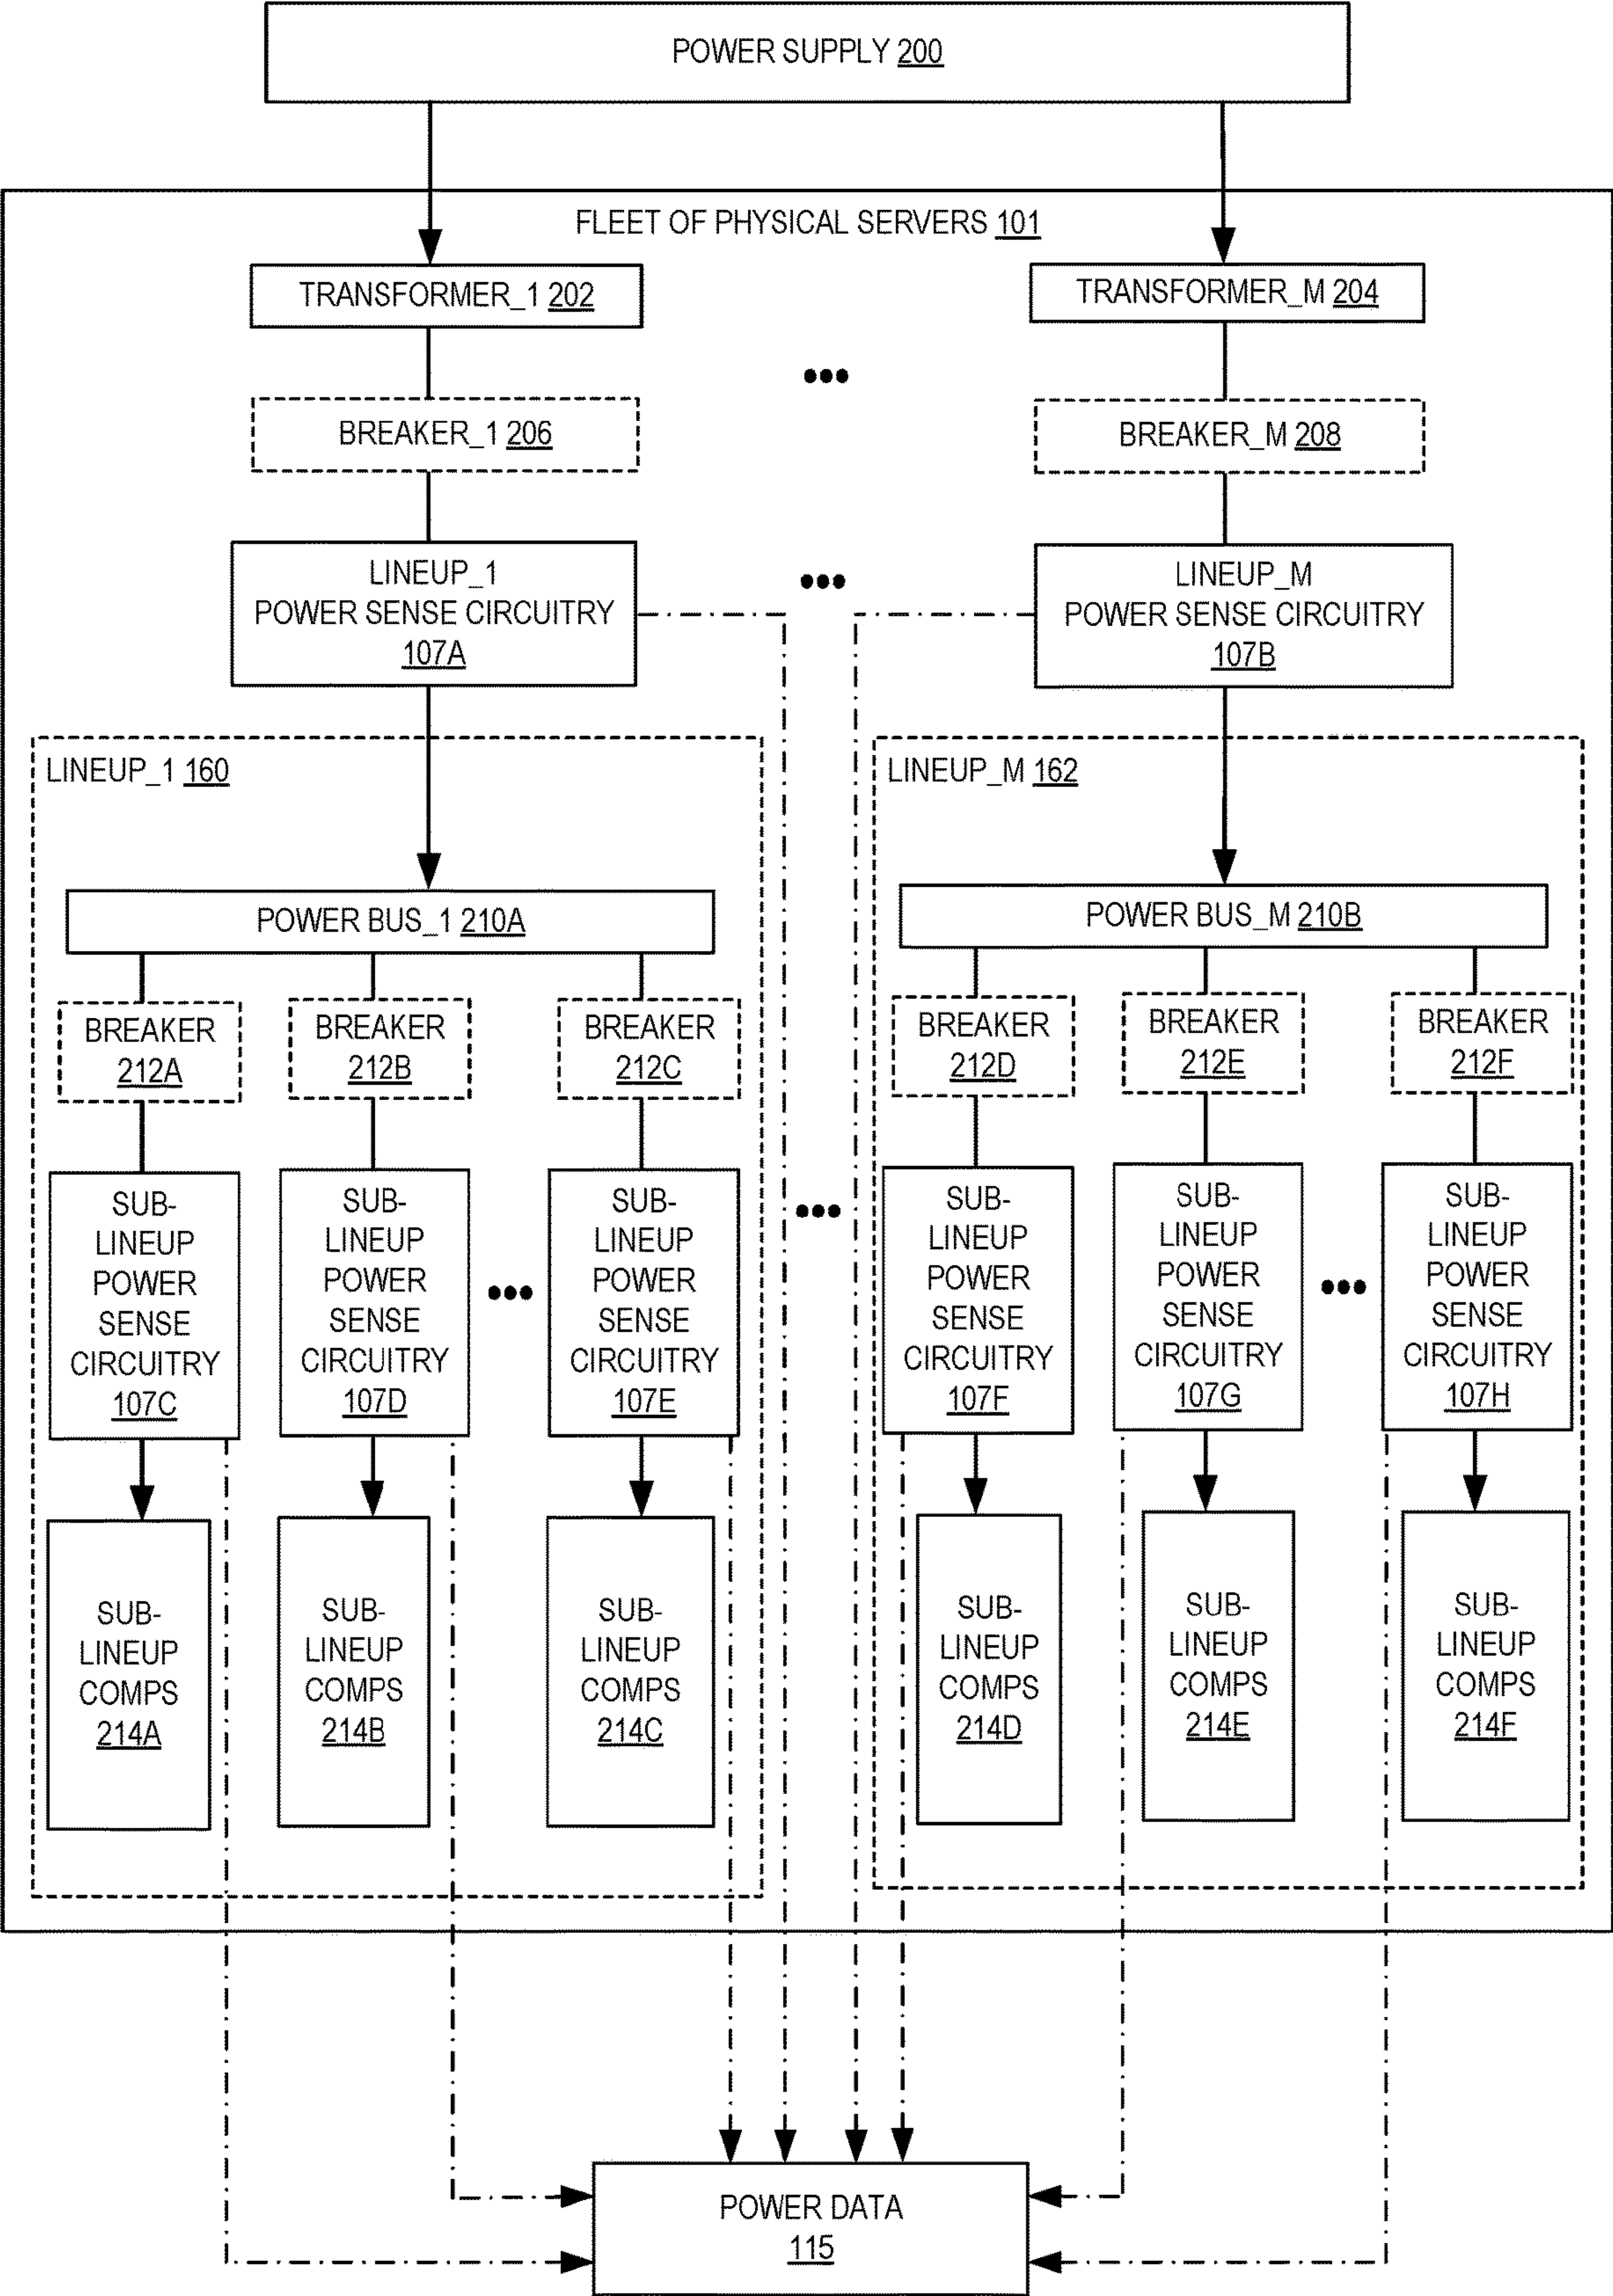 POWER SUPPLY 200
FLEET OF PHYSICAL SERVERS 101
TRANSFORMER_1 202
TRANSFORMER_M 204
BREAKER_1 206
BREAKER_M 208
LINEUP_1
POWER SENSE CIRCUITRY
107A
LINEUP_M
POWER SENSE CIRCUITRY
107B
LINEUP_1 160
LINEUP_M 162
POWER BUS_1 210A
POWER BUS_M 210B
BREAKER
212A
BREAKER
212B
BREAKER
212C
BREAKER
212D
BREAKER
212E
BREAKER
212F
SUB-
LINEUP
POWER
SENSE
CIRCUITRY
107C
SUB-
LINEUP
POWER
SENSE
CIRCUITRY
107D
SUB-
LINEUP
POWER
SENSE
CIRCUITRY
107E
SUB-
LINEUP
POWER
SENSE
CIRCUITRY
107F
SUB-
LINEUP
POWER
SENSE
CIRCUITRY
107G
SUB-
LINEUP
POWER
SENSE
CIRCUITRY
107H
SUB-
LINEUP
COMPS
214A
SUB-
LINEUP
COMPS
214B
SUB-
LINEUP
COMPS
214C
SUB-
LINEUP
COMPS
214D
SUB-
LINEUP
COMPS
214E
SUB-
LINEUP
COMPS
214F
POWER DATA
115